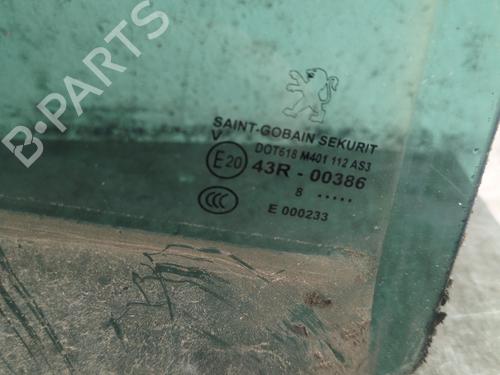 B-PARTS
SAINT-GOBAIN SEKURIT
V
DOT618 M401 112 AS3
E20
43R - 00386
8 .....
CCC
E 000233